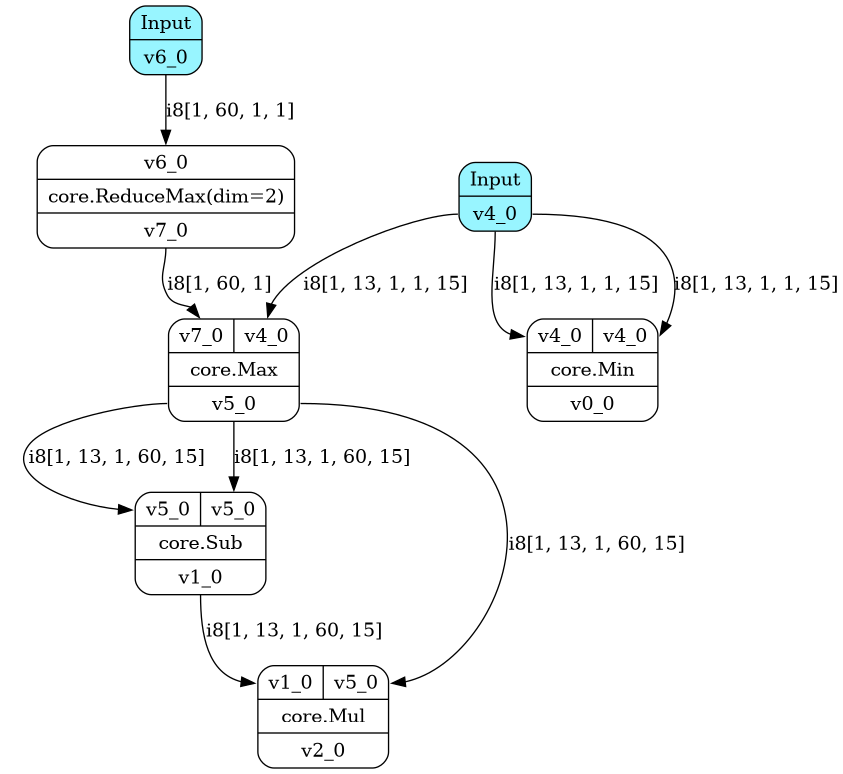 Input
v6_0
i8[1, 60, 1, 1]
v6_0
core.ReduceMax(dim=2)
v7_0
Input
v4_0
i8[1, 60, 1]
i8[1, 13, 1, 1, 15]
i8[1, 13, 1, 1, 15]
i8[1, 13, 1, 1, 15]
v7_0 v4_0
core.Max
v5_0
v4_0 v4_0
core.Min
v0_0
i8[1, 13, 1, 60, 15]
i8[1, 13, 1, 60, 15]
v5_0 v5_0
core.Sub
v1_0
i8[1, 13, 1, 60, 15]
i8[1, 13, 1, 60, 15]
v1_0 v5_0
core.Mul
v2_0